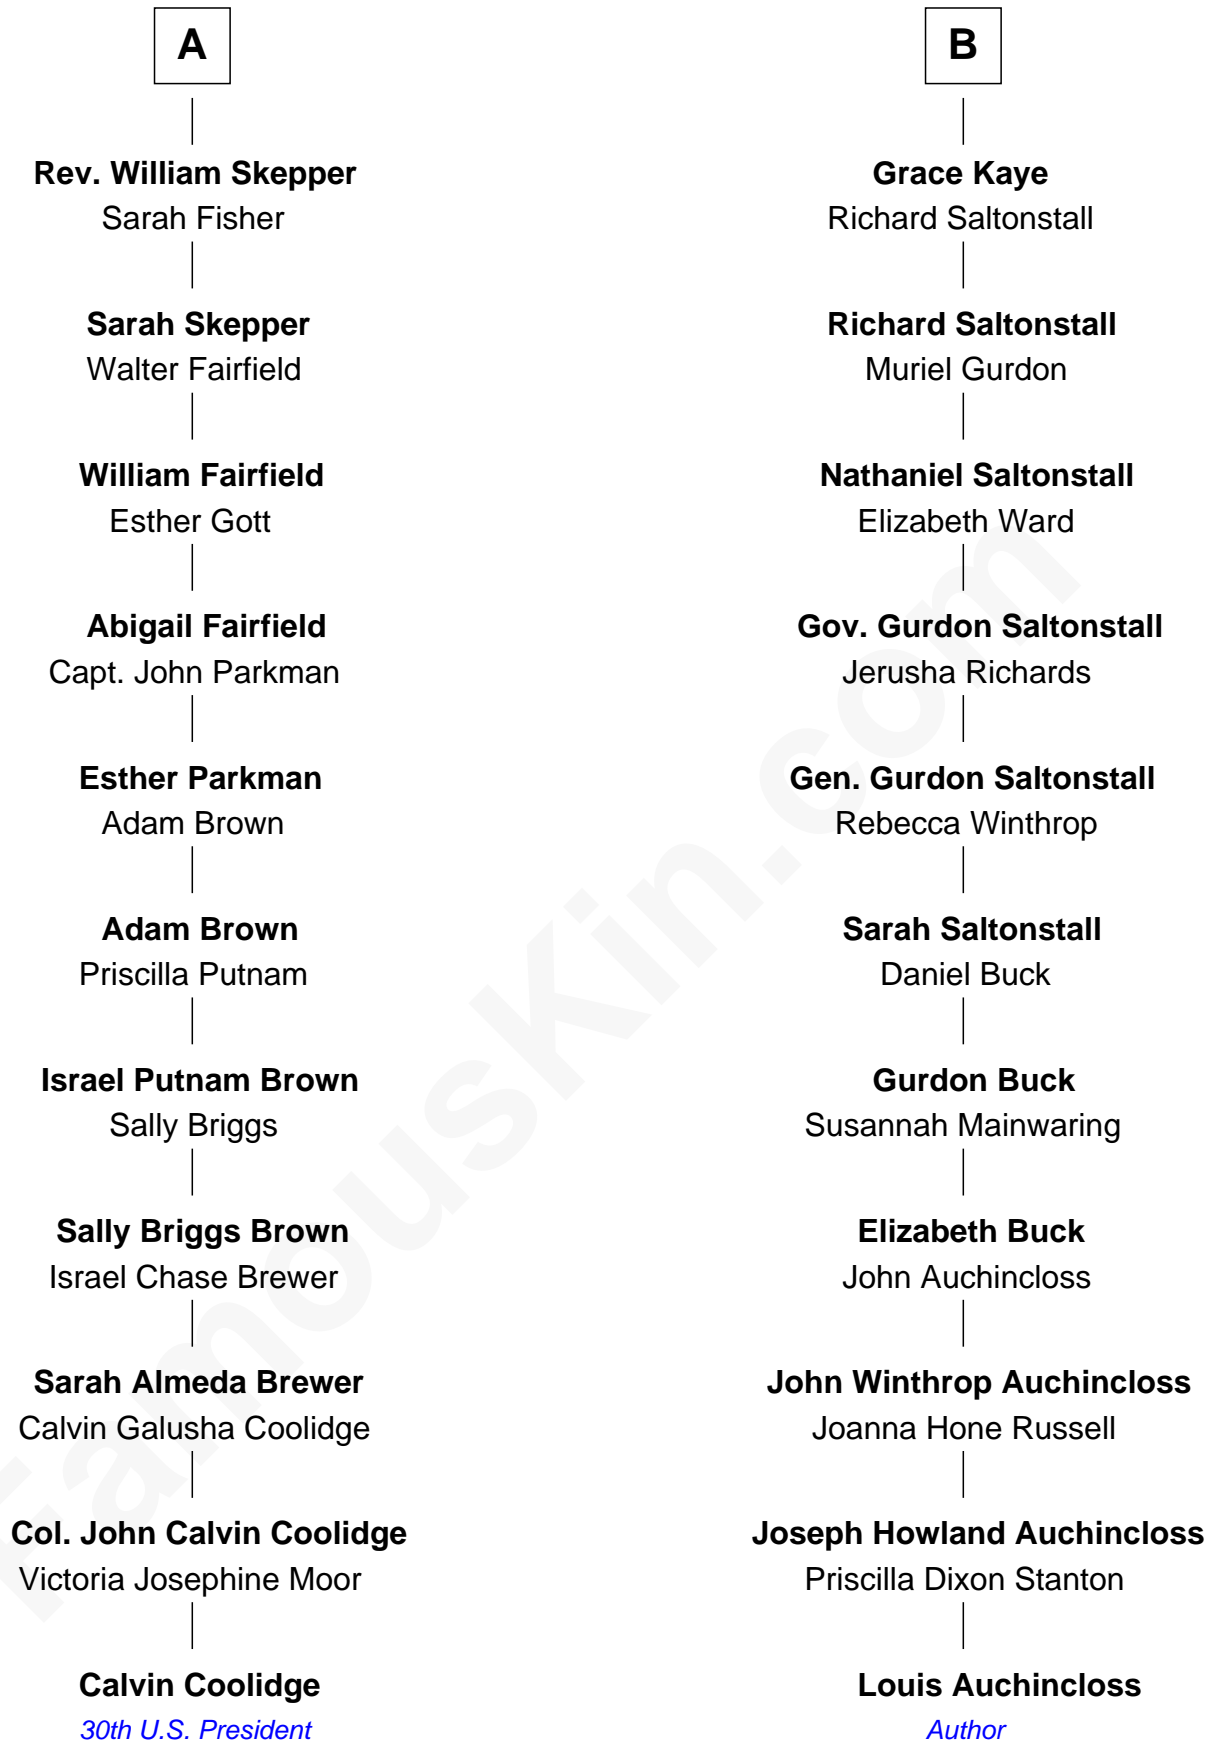 A
Rev. William Skepper
Sarah Fisher
Sarah Skepper
Walter Fairfield
William Fairfield
Esther Gott
Abigail Fairfield
Capt. John Parkman
Esther Parkman
Adam Brown
Adam Brown
Priscilla Putnam
Israel Putnam Brown
Sally Briggs
Sally Briggs Brown
Israel Chase Brewer
Sarah Almeda Brewer
Calvin Galusha Coolidge
Col. John Calvin Coolidge
Victoria Josephine Moor
Calvin Coolidge
30th U.S. President
B
Grace Kaye
Richard Saltonstall
Richard Saltonstall
Muriel Gurdon
Nathaniel Saltonstall
Elizabeth Ward
Gov. Gurdon Saltonstall
Jerusha Richards
Gen. Gurdon Saltonstall
Rebecca Winthrop
Sarah Saltonstall
Daniel Buck
Gurdon Buck
Susannah Mainwaring
Elizabeth Buck
John Auchincloss
John Winthrop Auchincloss
Joanna Hone Russell
Joseph Howland Auchincloss
Priscilla Dixon Stanton
Louis Auchincloss
Author
FamousKin.com